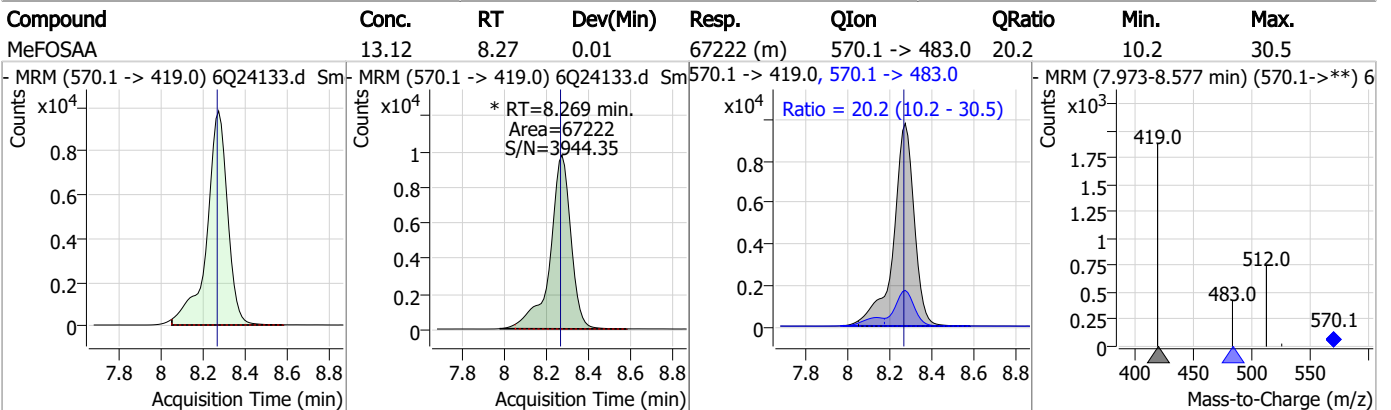 Compound Conc. RT Dev(Min) Resp. QIon QRatio Min. Max.
MeFOSAA 13.12 8.27 0.01 67222 (m) 570.1 -> 483.0 20.2 10.2 30.5
- MRM (570.1 -> 419.0) 6Q24133.d Sm
Counts
x10⁴
0.8
0.6
0.4
0.2
0
7.8 8 8.2 8.4 8.6 8.8
Acquisition Time (min)
- MRM (570.1 -> 419.0) 6Q24133.d Sm
Counts
x10⁴
* RT=8.269 min.
Area=67222
S/N=3944.35
1
0.8
0.6
0.4
0.2
0
7.8 8 8.2 8.4 8.6 8.8
Acquisition Time (min)
570.1 -> 419.0, 570.1 -> 483.0
Counts
x10⁴
Ratio = 20.2 (10.2 - 30.5)
0.8
0.6
0.4
0.2
0
7.8 8 8.2 8.4 8.6 8.8
Acquisition Time (min)
- MRM (7.973-8.577 min) (570.1->**) 6
Counts
x10³
419.0
1.75
1.5
1.25
1
0.75
0.5
0.25
0
512.0
483.0
570.1
400 450 500 550
Mass-to-Charge (m/z)